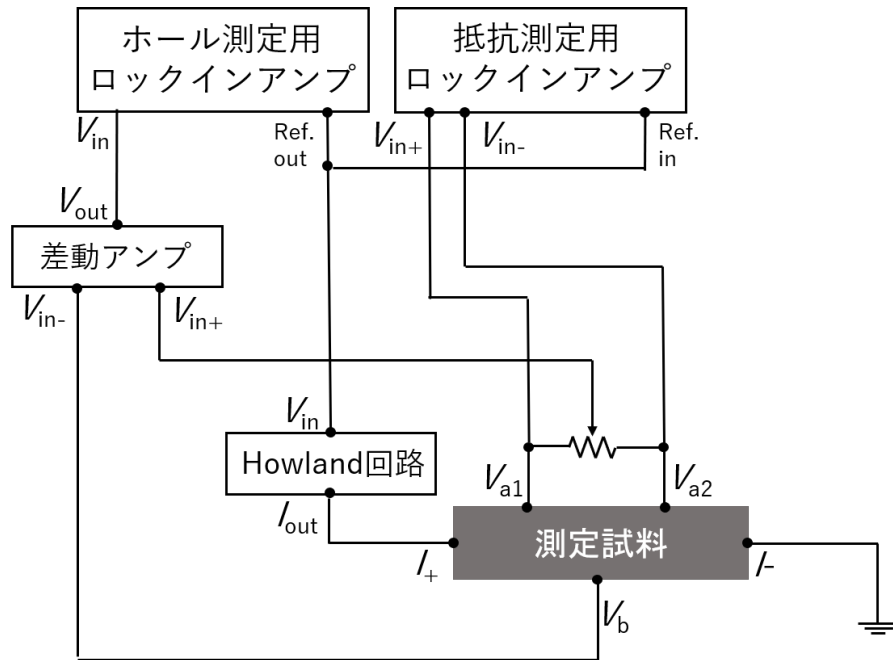 ホール測定用
ロックインアンプ
抵抗測定用
ロックインアンプ
Vin
Ref.
out
Vin+
Vin-
Ref.
in
Vout
差動アンプ
Vin-
Vin+
Vin
Howland回路
Iout
Va1
Va2
測定試料
I+
I-
Vb